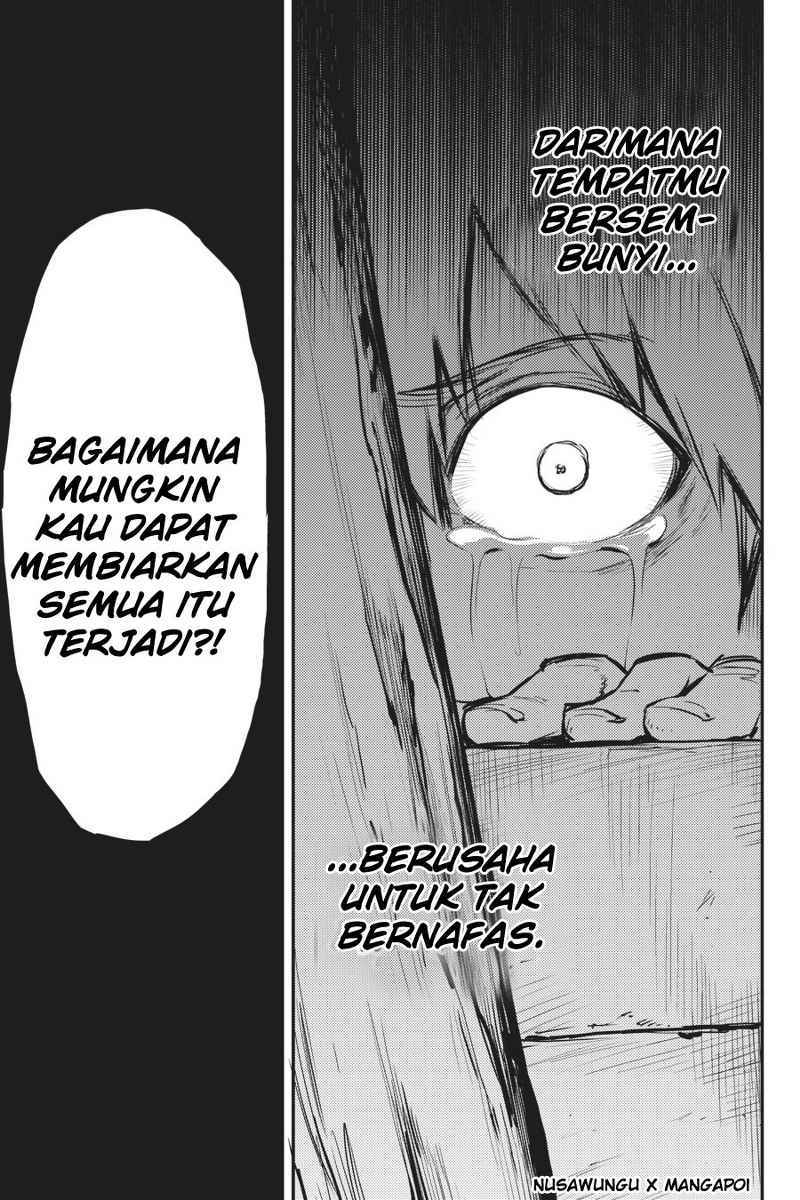 DARIMANA
TEMPATMU
BERSEM-
BUNYI...
...BERUSAHA
UNTUK TAK
BERNAFAS.
BAGAIMANA
MUNGKIN
KAU DAPAT
MEMBIARKAN
SEMUA ITU
TERJADI?!
NUSAWUNGU X MANGAPOI